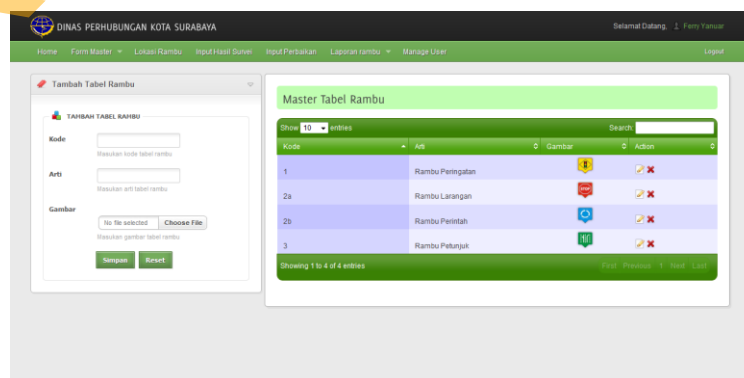 DINAS PERHUBUNGAN KOTA SURABAYA
Selamat Datang, Ferry Yanuar
Home Form Master Lokasi Rambu Input Hasil Survei Input Perbaikan Laporan rambu Manage User Logout
Tambah Tabel Rambu
TAMBAH TABEL RAMBU
Kode
Masukan kode tabel rambu
Arti
Masukan arti tabel rambu
Gambar
No file selected Choose File
Masukan gambar tabel rambu
Simpan Reset
Master Tabel Rambu
Show 10 entries Search:
Kode Arti Gambar Action
1 Rambu Peringatan
2a Rambu Larangan STOP
2b Rambu Perintah
3 Rambu Petunjuk
Showing 1 to 4 of 4 entries
First Previous 1 Next Last